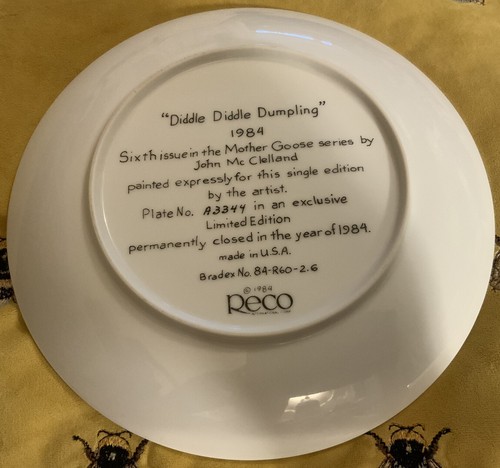 "Diddle Diddle Dumpling"
1984
Sixth issue in the Mother Goose series by
John Mc Clelland
painted expressly for this single edition
by the artist.
Plate No. A3344 in an exclusive
Limited Edition
permanently closed in the year of 1984.
made in U.S.A.
Bradex No. 84-R60-2.6
© 1984
Reco